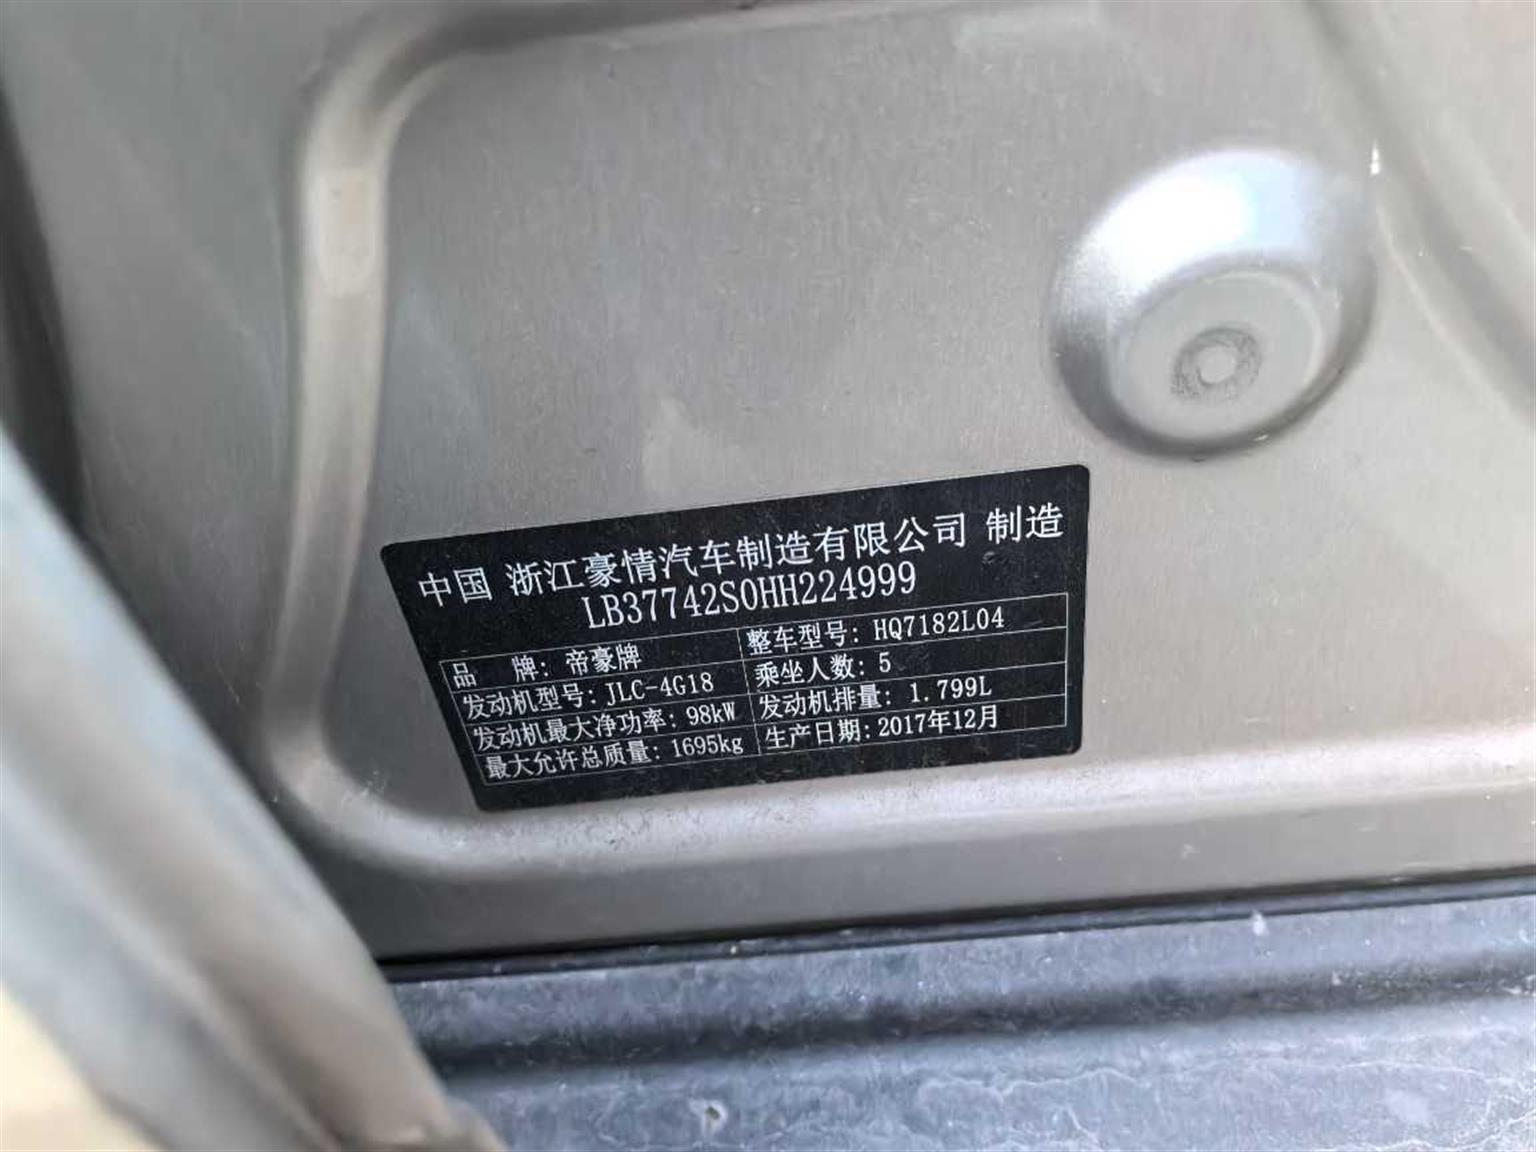 中国 浙江豪情汽车制造有限公司 制造
LB37742S0HH224999
品 牌: 帝豪牌 整车型号: HQ7182L04
发动机型号: JLC-4G18 乘坐人数: 5
发动机最大净功率: 98kW 发动机排量: 1.799L
最大允许总质量: 1695kg 生产日期: 2017年12月